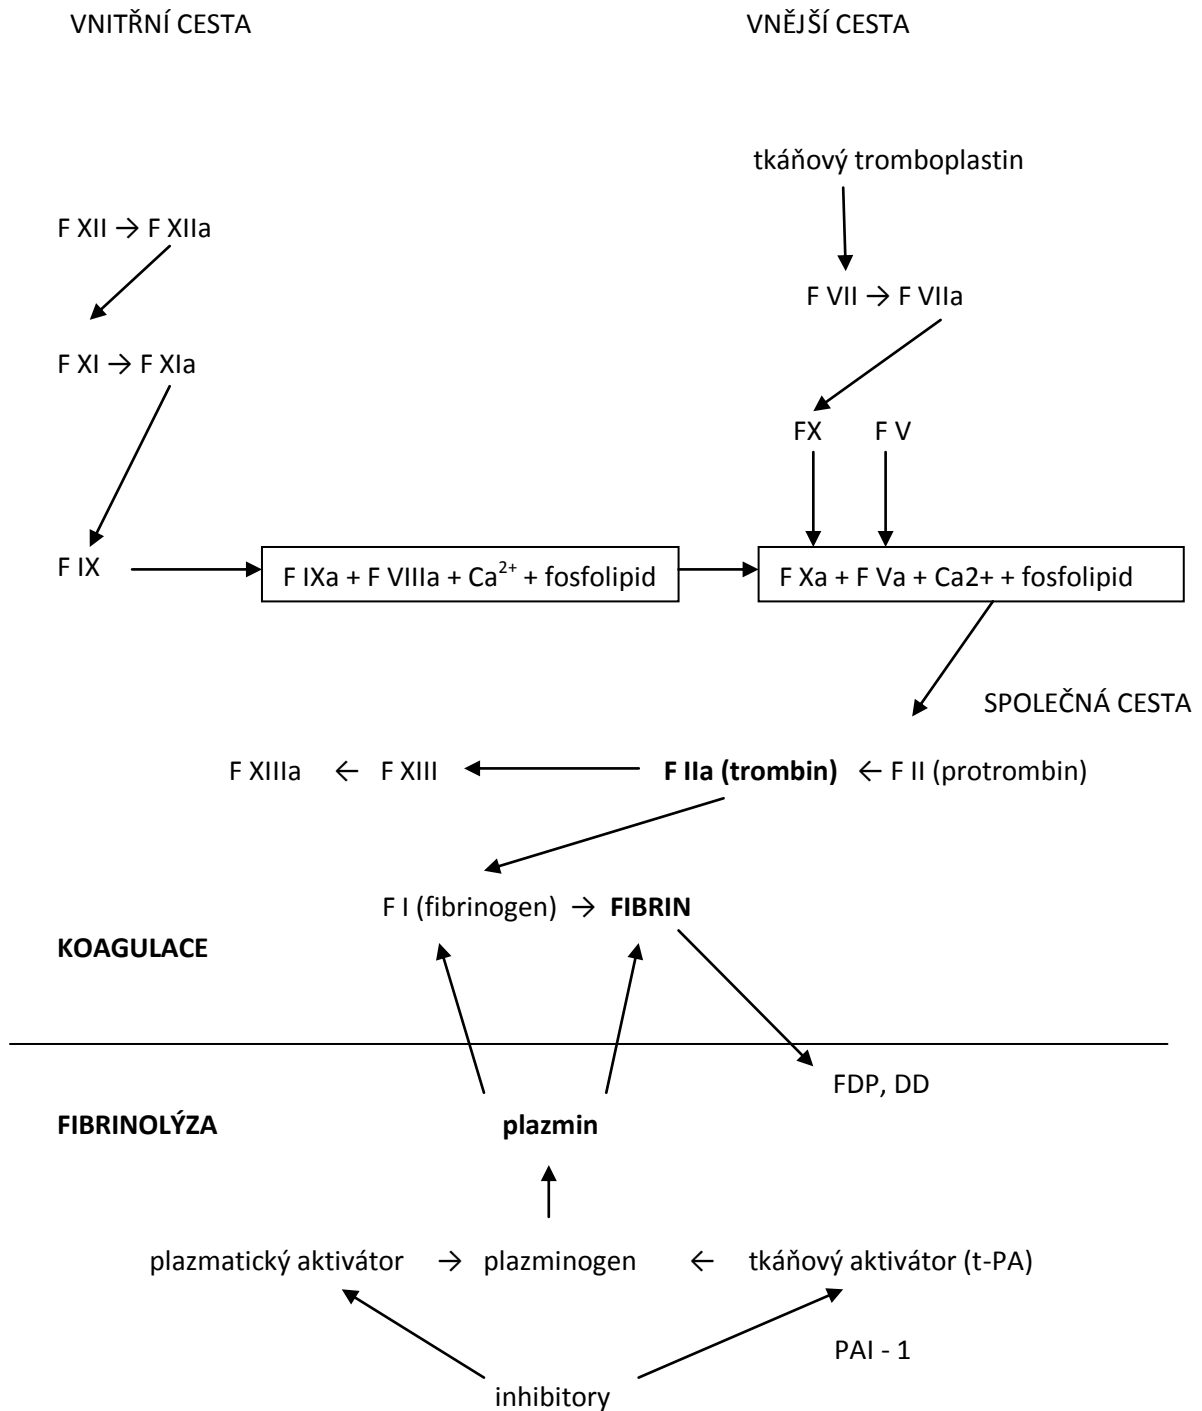 VNITŘNÍ CESTA VNĚJŠÍ CESTA
tkáňový tromboplastin
F XII → F XIIa
F VII → F VIIa
F XI → F XIa
FX F V
F IX
F IXa + F VIIIa + Ca²⁺ + fosfolipid
F Xa + F Va + Ca2+ + fosfolipid
SPOLEČNÁ CESTA
F XIIIa ← F XIII F IIa (trombin) ← F II (protrombin)
F I (fibrinogen) → FIBRIN
KOAGULACE
FDP, DD
FIBRINOLÝZA plazmin
plazmatický aktivátor → plazminogen ← tkáňový aktivátor (t-PA)
PAI - 1
inhibitory